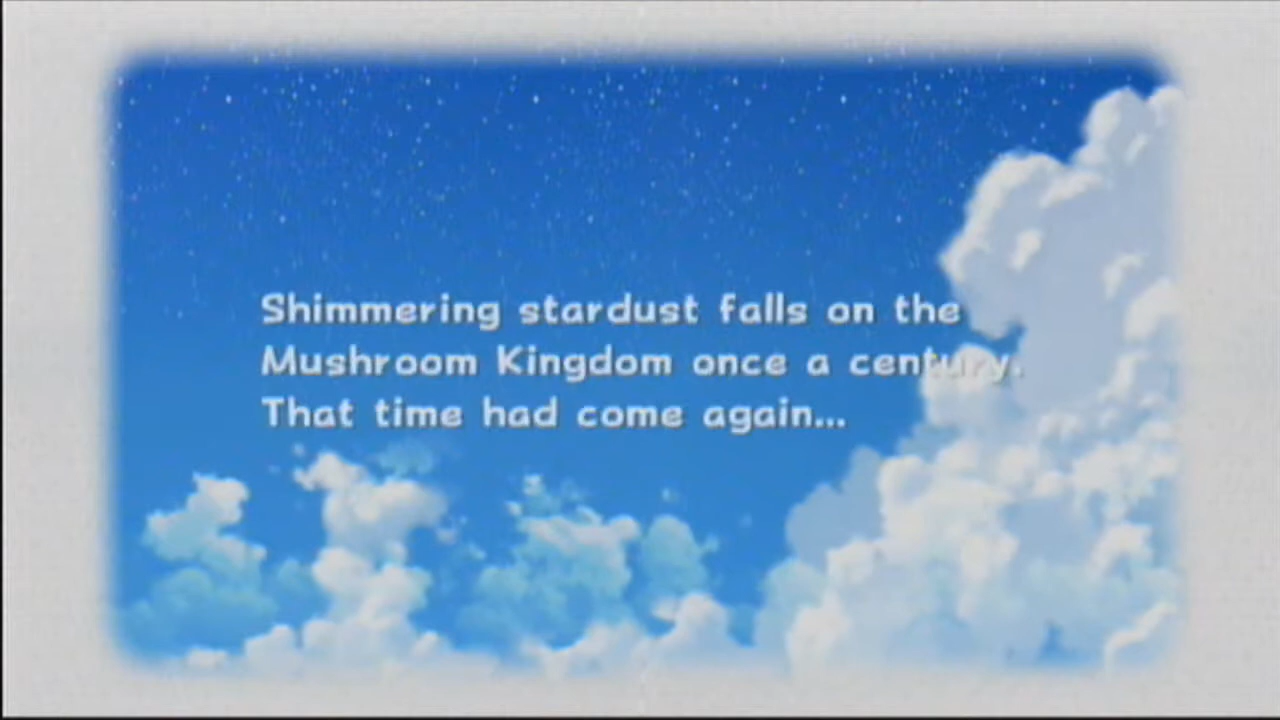 Shimmering stardust falls on the
Mushroom Kingdom once a century.
That time had come again...